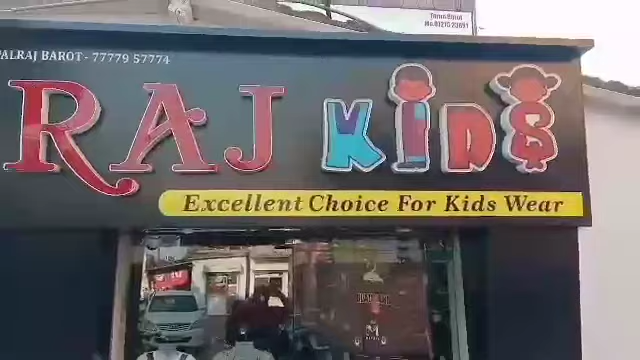 PALRAJ BAROT - 77779 57774
RAJ KIDS
Excellent Choice For Kids Wear